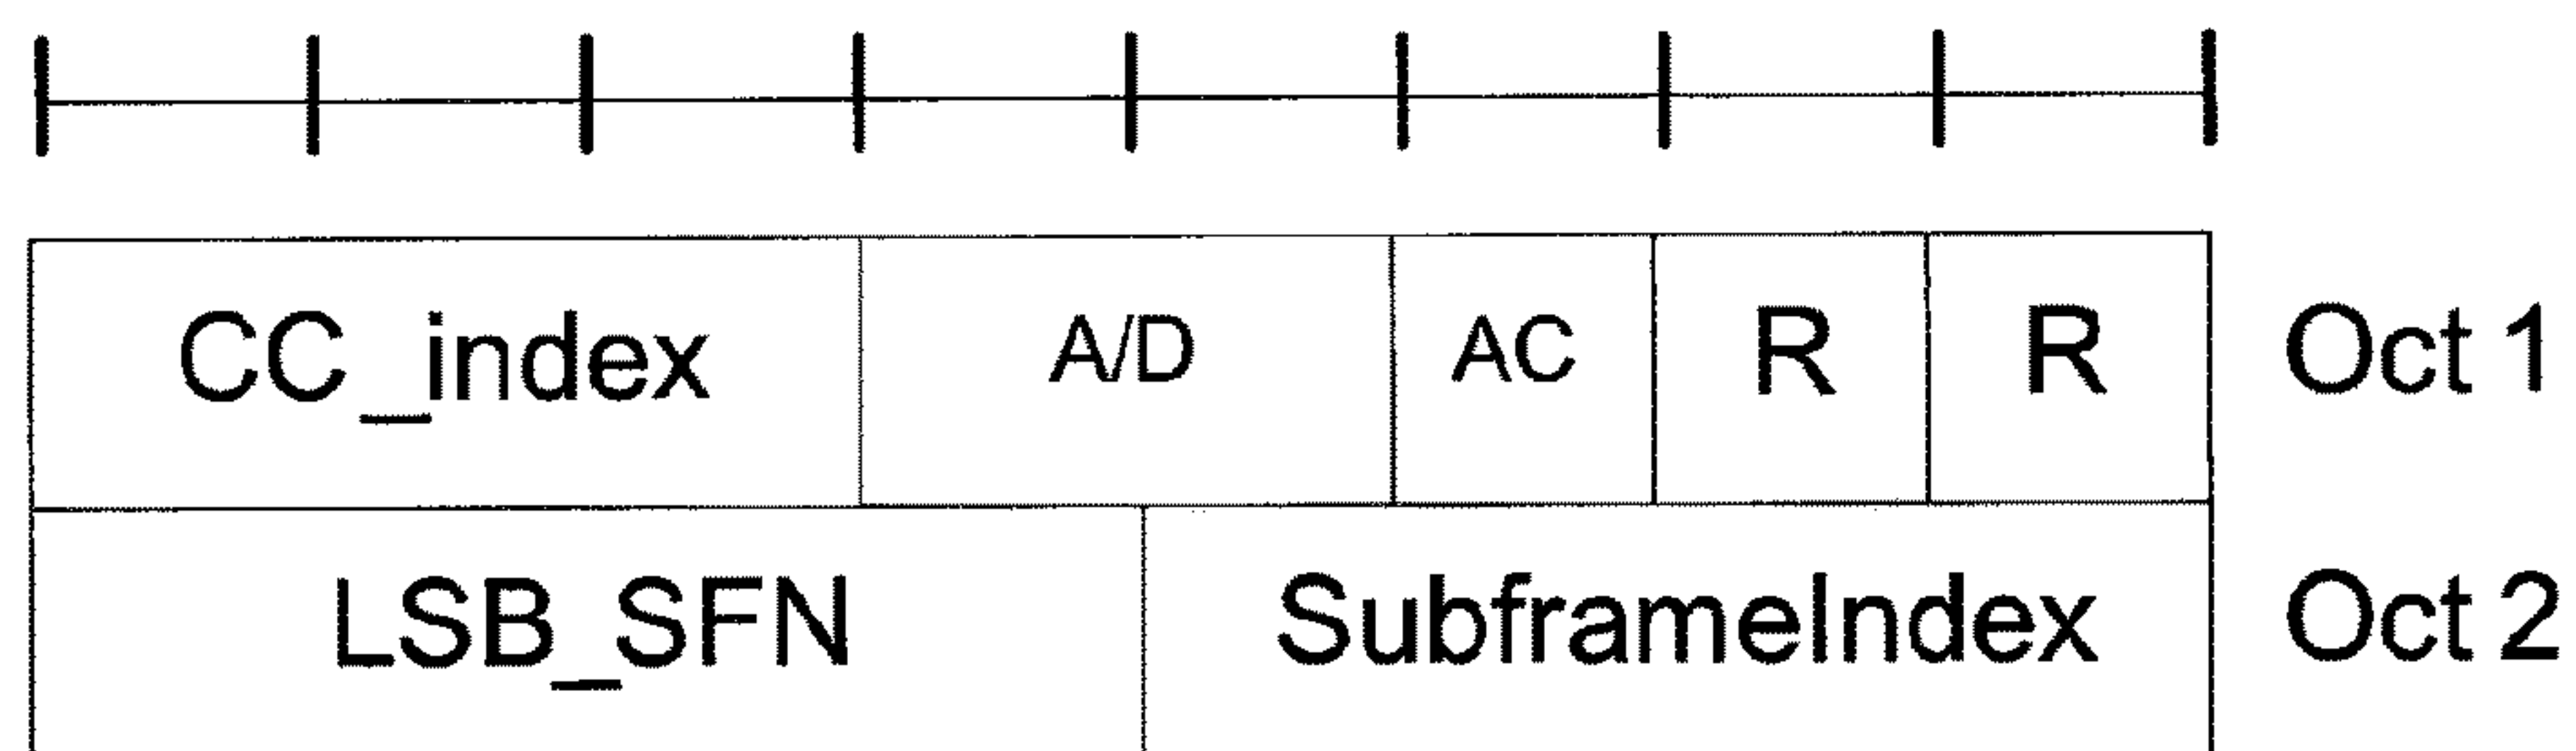 CC_index A/D AC R R Oct 1
LSB_SFN SubframeIndex Oct 2